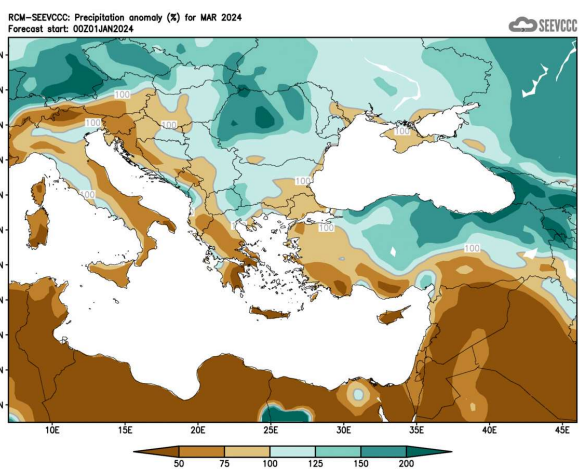 RCM-SEEVCCC: Precipitation anomaly (%) for MAR 2024
Forecast start: 00Z01JAN2024
SEEVCCC
N
N
N
N
N
N
N
N
N
N
N
100
100
100
100
100
100
100
100
10E 15E 20E 25E 30E 35E 40E 45E
50 75 100 125 150 200